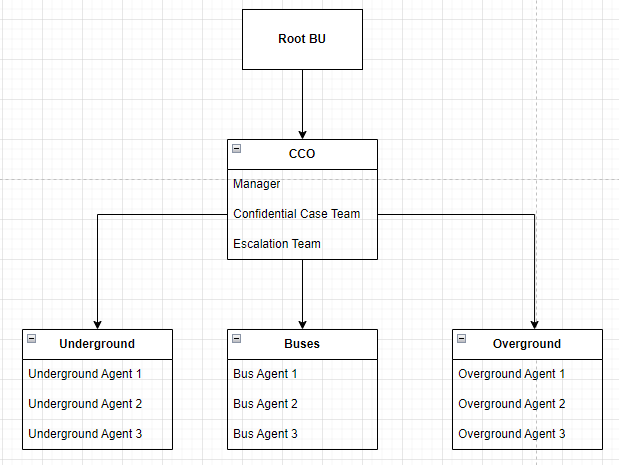 Root BU
CCO
Manager
Confidential Case Team
Escalation Team
Underground
Underground Agent 1
Underground Agent 2
Underground Agent 3
Buses
Bus Agent 1
Bus Agent 2
Bus Agent 3
Overground
Overground Agent 1
Overground Agent 2
Overground Agent 3